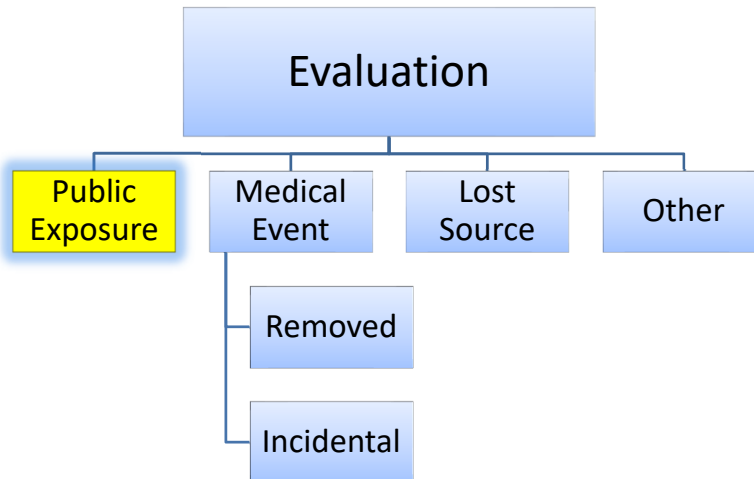 Evaluation
Public
Exposure
Medical
Event
Lost
Source
Other
Removed
Incidental